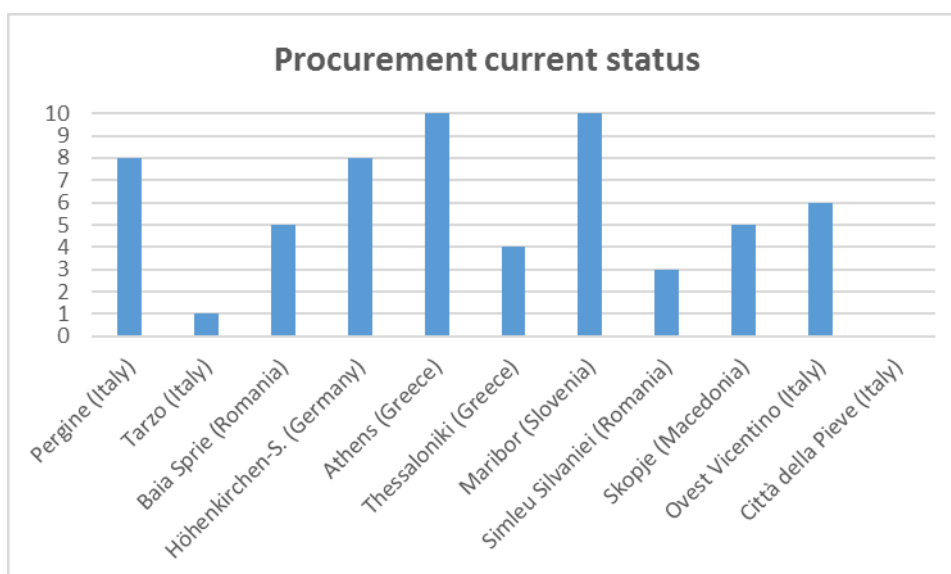 Procurement current status
10
9
8
7
6
5
4
3
2
1
0
Pergine (Italy)
Tarzo (Italy)
Baia Sprie (Romania)
Höhenkirchen-S. (Germany)
Athens (Greece)
Thessaloniki (Greece)
Maribor (Slovenia)
Simleu Silvaniei (Romania)
Skopje (Macedonia)
Ovest Vicentino (Italy)
Città della Pieve (Italy)